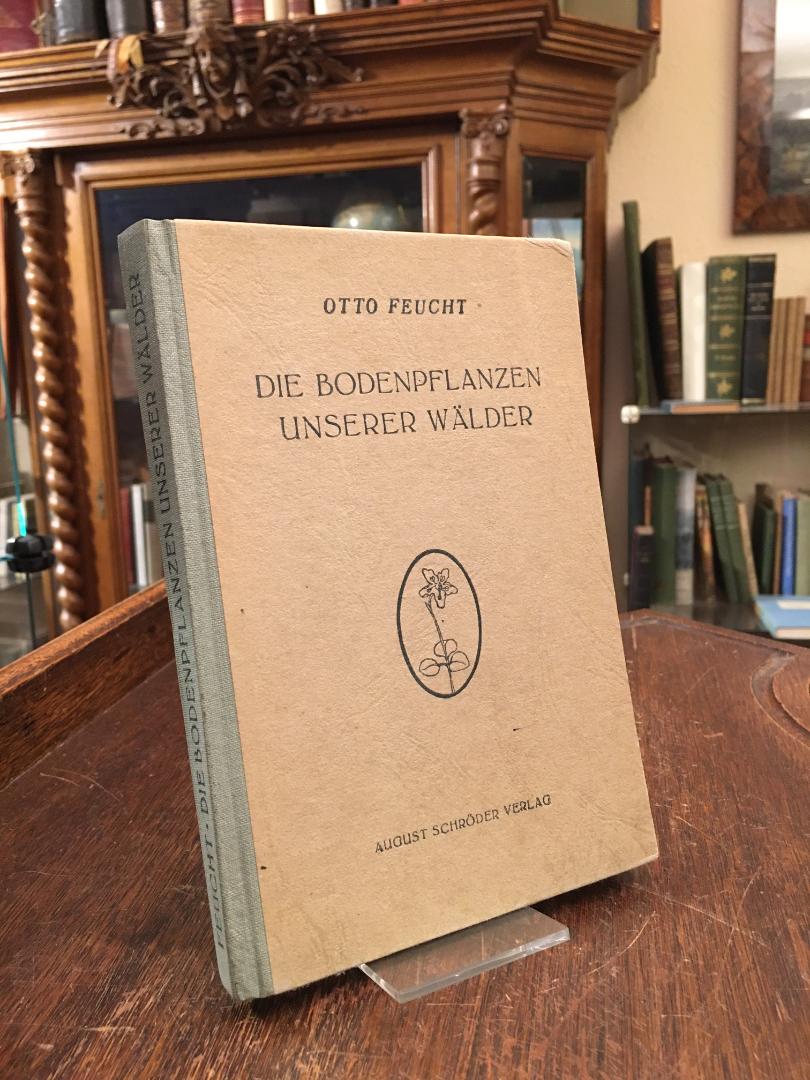 OTTO FEUCHT
DIE BODENPFLANZEN
UNSERER WÄLDER
AUGUST SCHRÖDER VERLAG
FEUCHT · DIE BODENPFLANZEN UNSERER WÄLDER